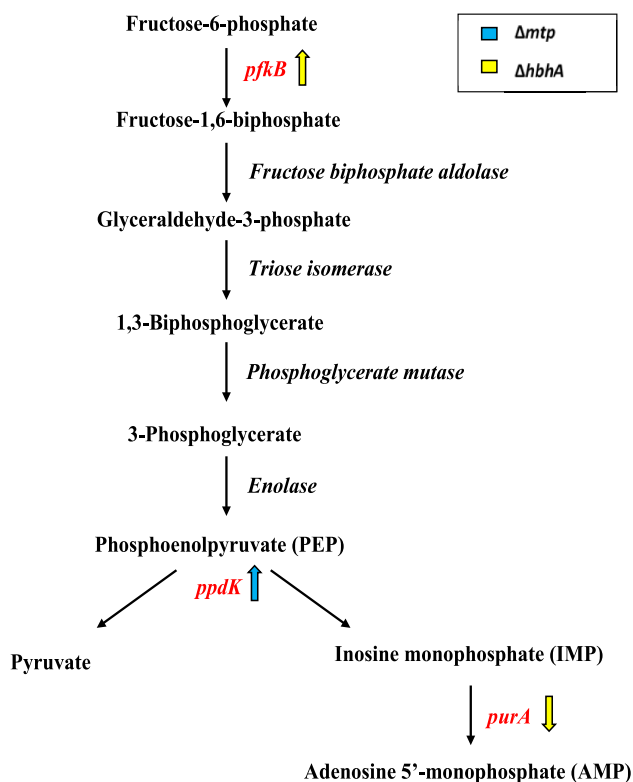 Fructose-6-phosphate
pfkB
Δmtp
ΔhbhA
Fructose-1,6-biphosphate
Fructose biphosphate aldolase
Glyceraldehyde-3-phosphate
Triose isomerase
1,3-Biphosphoglycerate
Phosphoglycerate mutase
3-Phosphoglycerate
Enolase
Phosphoenolpyruvate (PEP)
ppdK
Pyruvate
Inosine monophosphate (IMP)
purA
Adenosine 5’-monophosphate (AMP)